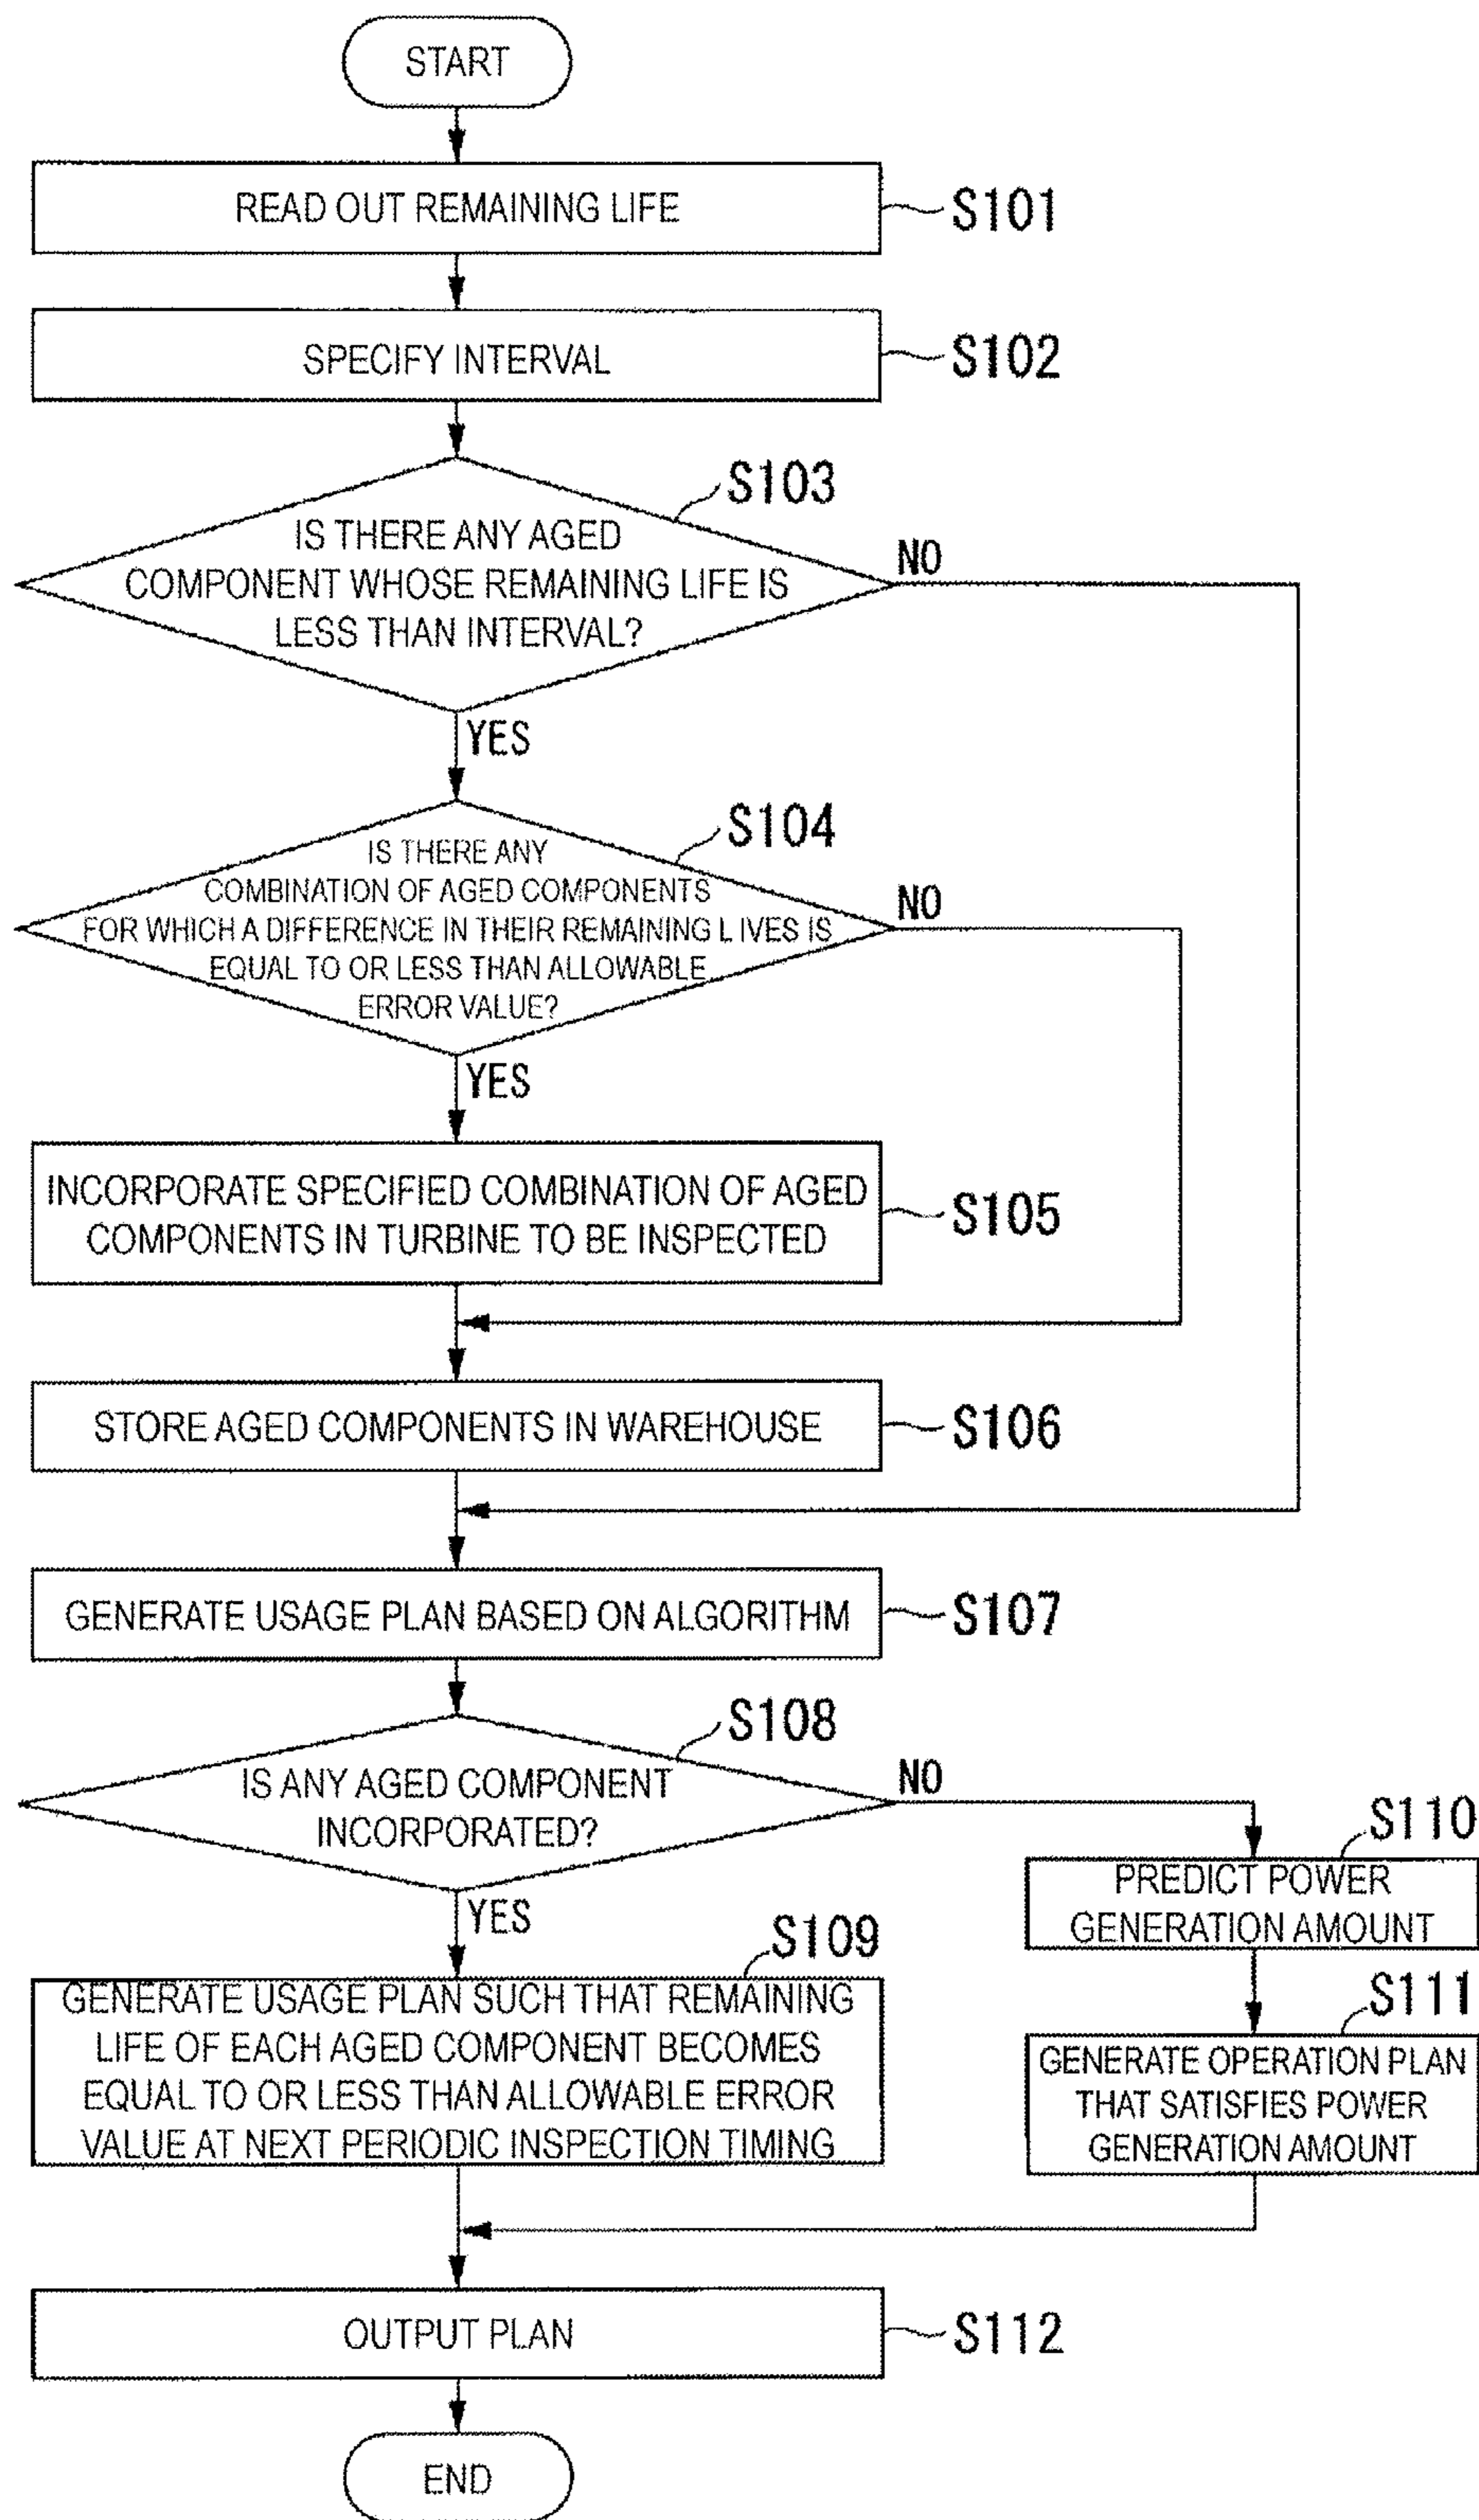 START
READ OUT REMAINING LIFE
S101
SPECIFY INTERVAL
S102
S103
IS THERE ANY AGED
COMPONENT WHOSE REMAINING LIFE IS
LESS THAN INTERVAL?
NO
YES
S104
IS THERE ANY
COMBINATION OF AGED COMPONENTS
FOR WHICH A DIFFERENCE IN THEIR REMAINING LIVES IS
EQUAL TO OR LESS THAN ALLOWABLE
ERROR VALUE?
NO
YES
INCORPORATE SPECIFIED COMBINATION OF AGED
COMPONENTS IN TURBINE TO BE INSPECTED
S105
STORE AGED COMPONENTS IN WAREHOUSE
S106
GENERATE USAGE PLAN BASED ON ALGORITHM
S107
S108
IS ANY AGED COMPONENT
INCORPORATED?
NO
YES
S109
GENERATE USAGE PLAN SUCH THAT REMAINING
LIFE OF EACH AGED COMPONENT BECOMES
EQUAL TO OR LESS THAN ALLOWABLE ERROR
VALUE AT NEXT PERIODIC INSPECTION TIMING
S110
PREDICT POWER
GENERATION AMOUNT
S111
GENERATE OPERATION PLAN
THAT SATISFIES POWER
GENERATION AMOUNT
OUTPUT PLAN
S112
END